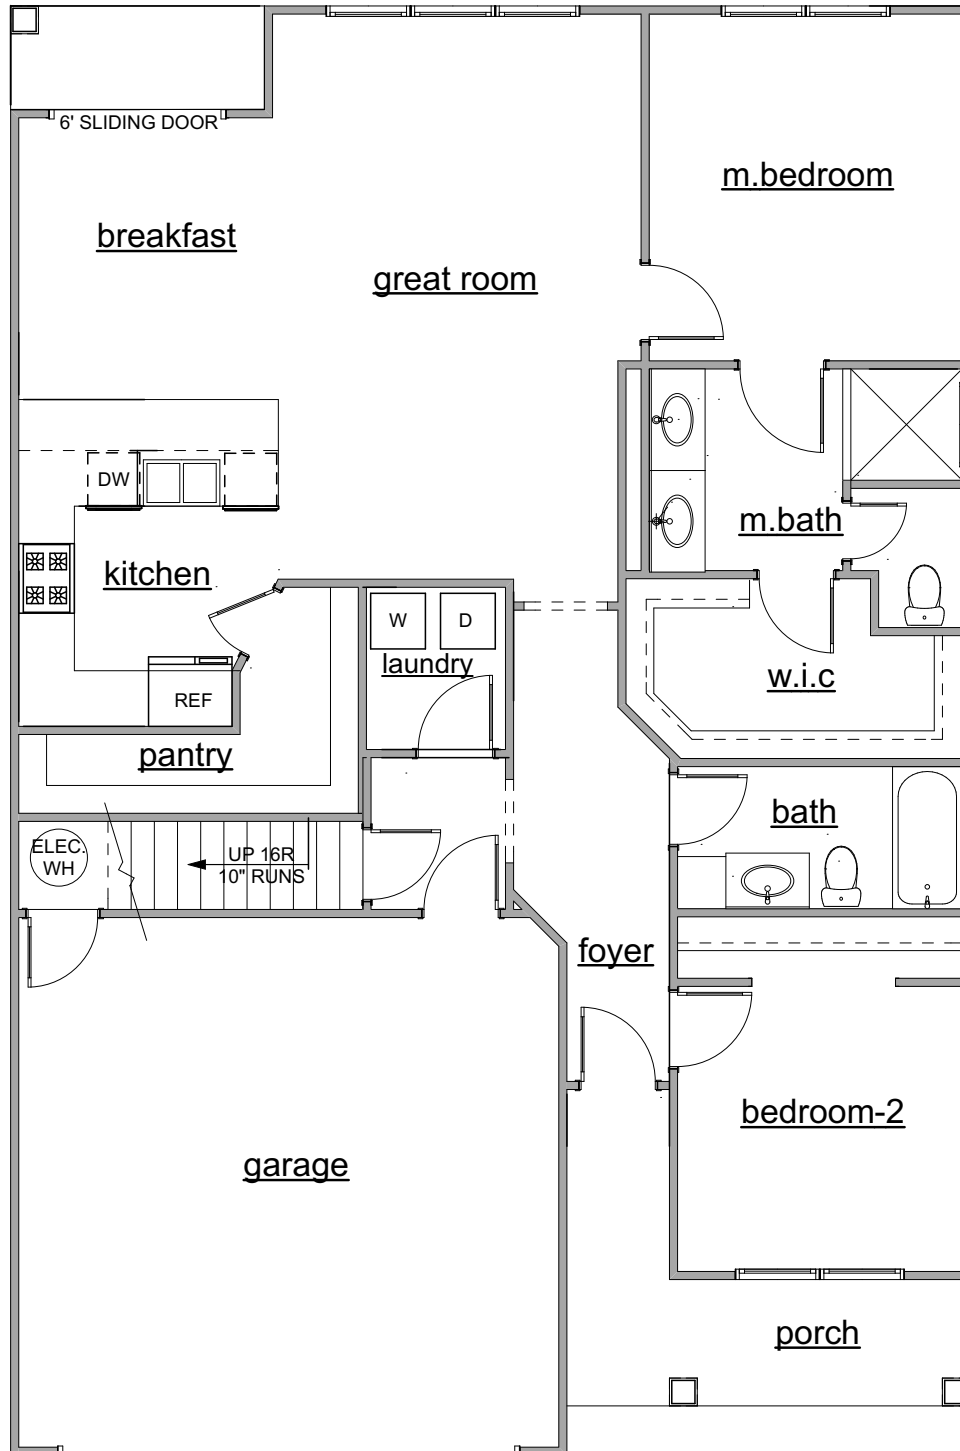 6' SLIDING DOOR
m.bedroom
breakfast
great room
DW
m.bath
kitchen
W
D
laundry
w.i.c
REF
pantry
bath
ELEC.
WH
UP 16R
10" RUNS
foyer
bedroom-2
garage
porch